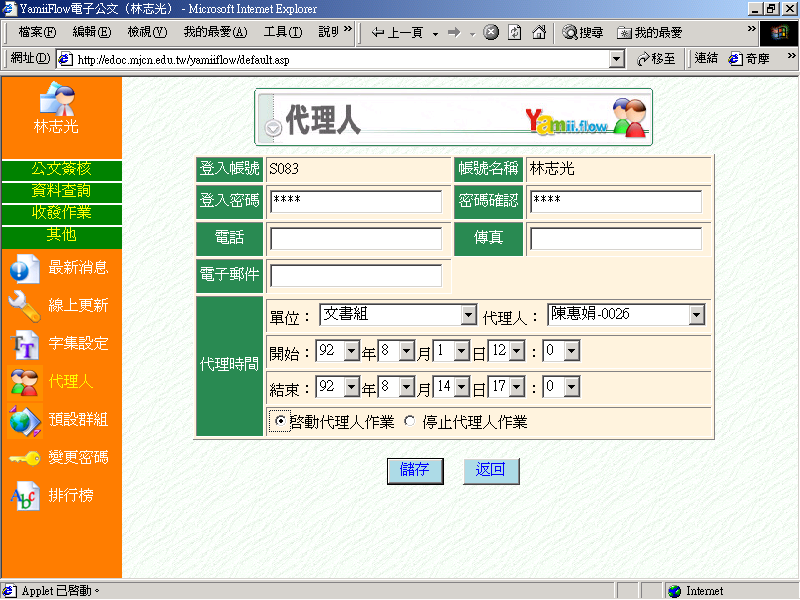 YamiiFlow電子公文（林志光） - Microsoft Internet Explorer
檔案(F) 編輯(E) 檢視(V) 我的最愛(A) 工具(T) 說明 » 上一頁 搜尋 我的最愛 »
網址(D) http://edoc.mjcn.edu.tw/yamiiflow/default.asp 移至 連結 奇摩 »
林志光
公文簽核
資料查詢
收發作業
其他
最新消息
線上更新
字集設定
代理人
預設群組
變更密碼
排行榜
代理人 Yamii.flow
登入帳號 S083 帳號名稱 林志光
登入密碼 **** 密碼確認 ****
電話 傳真
電子郵件
代理時間
單位： 文書組 代理人： 陳惠娟-0026
開始： 92 年 8 月 1 日 12 ： 0
結束： 92 年 8 月 14 日 17 ： 0
啓動代理人作業 停止代理人作業
儲存 返回
Applet 已啓動。 Internet